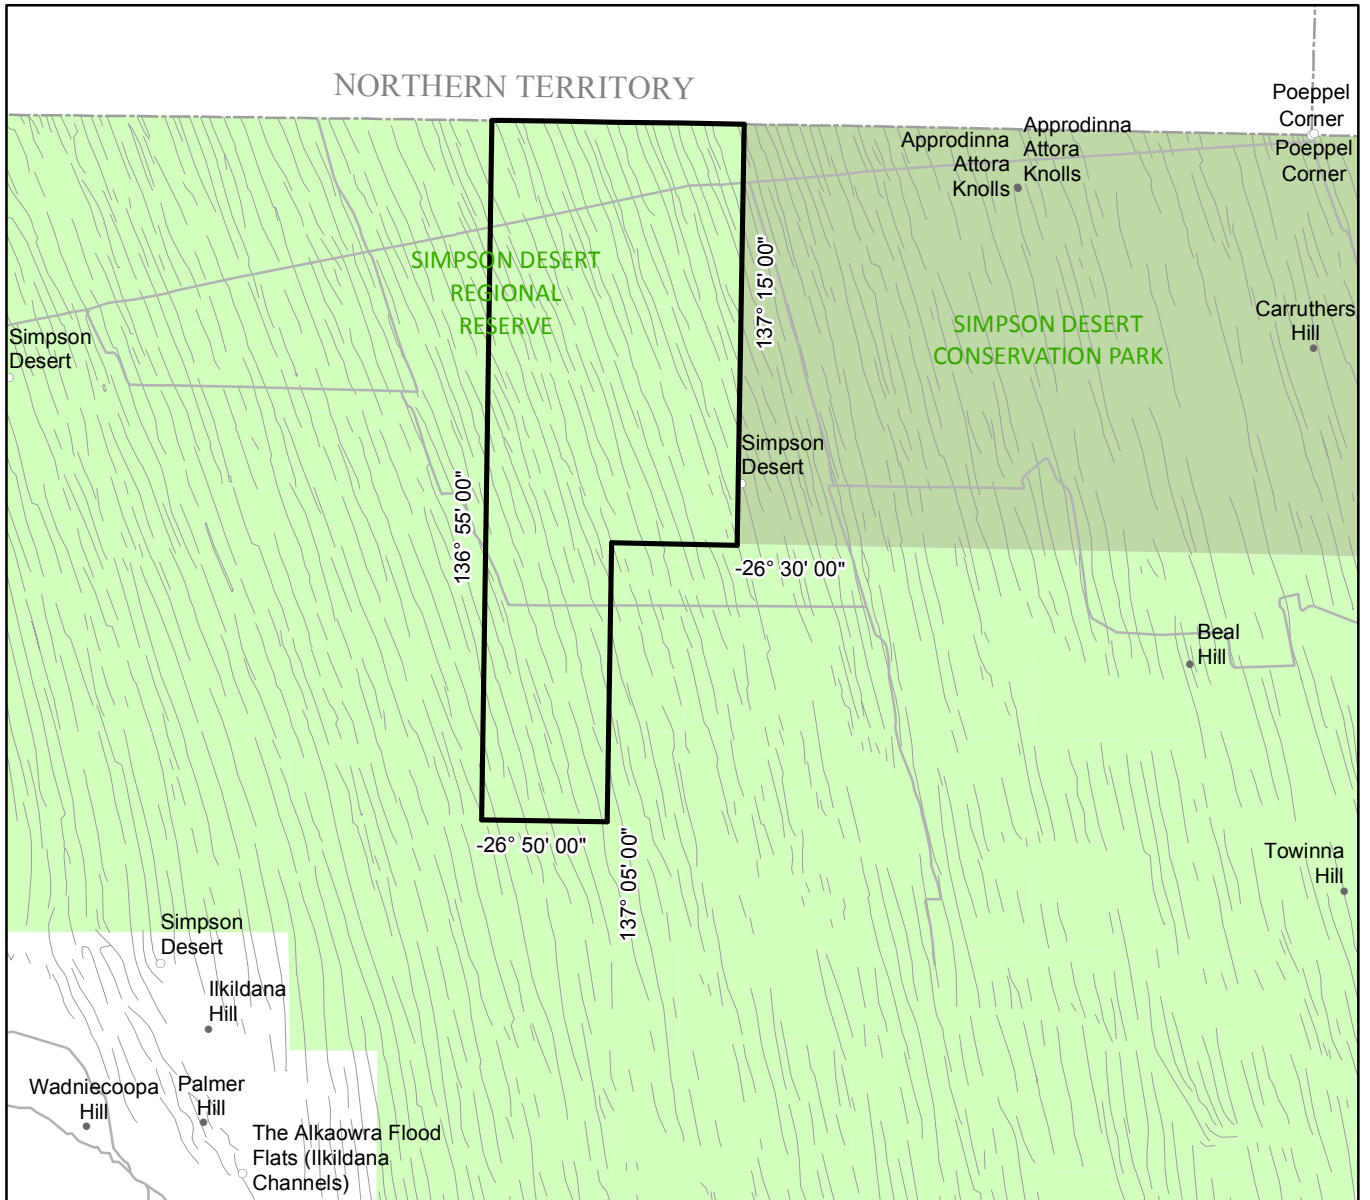 NORTHERN TERRITORY
Poeppel
Corner
Poeppel
Corner
Approdinna
Attora
Knolls
Approdinna
Attora
Knolls
SIMPSON DESERT
REGIONAL
RESERVE
137° 15' 00"
SIMPSON DESERT
CONSERVATION PARK
Carruthers
Hill
Simpson
Desert
Simpson
Desert
136° 55' 00"
-26° 30' 00"
Beal
Hill
-26° 50' 00"
137° 05' 00"
Towinna
Hill
Simpson
Desert
Ilkildana
Hill
Wadniecoopa
Hill
Palmer
Hill
The Alkaowra Flood
Flats (Ilkildana
Channels)